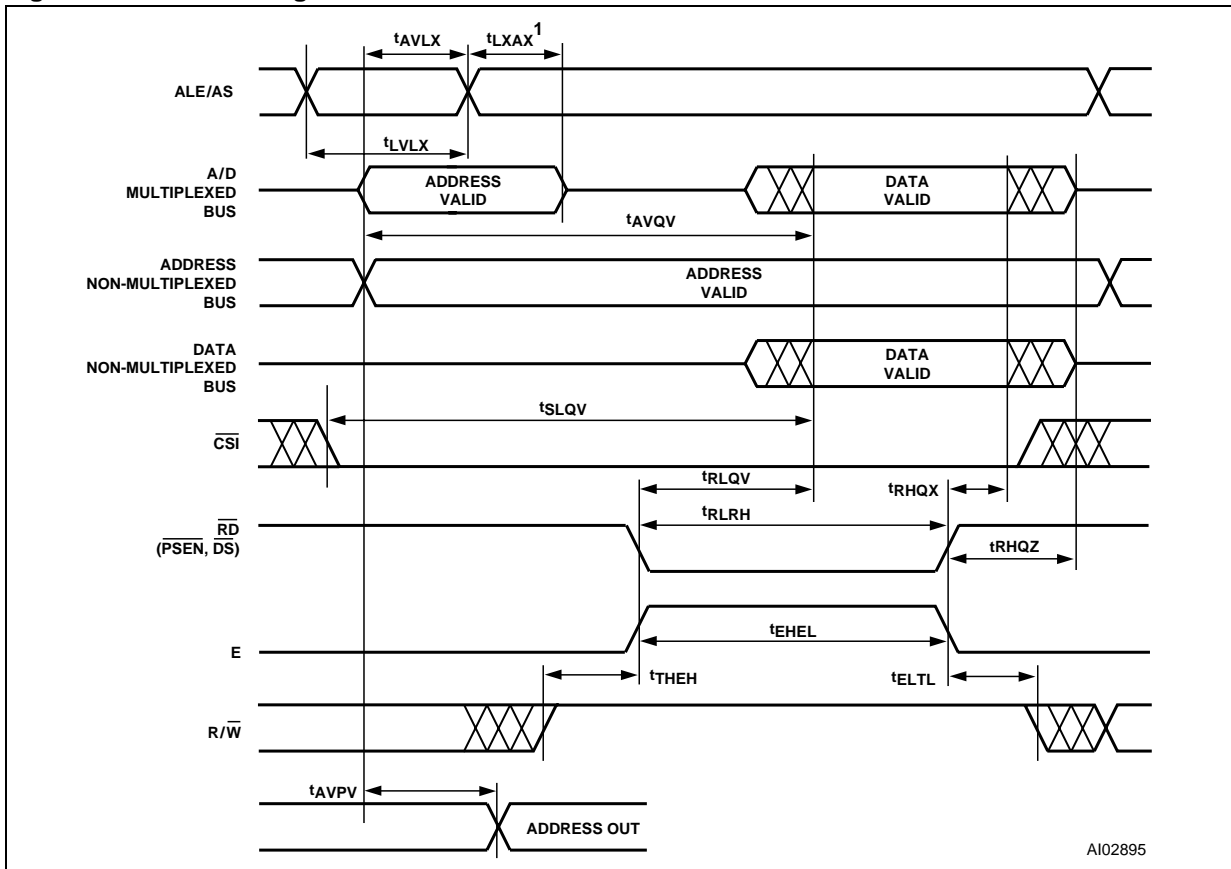 tAVLX
tLXAX1
ALE/AS
tLVLX
A/D
MULTIPLEXED
BUS
ADDRESS
VALID
DATA
VALID
tAVQV
ADDRESS
NON-MULTIPLEXED
BUS
ADDRESS
VALID
DATA
NON-MULTIPLEXED
BUS
DATA
VALID
tSLQV
CSI
tRLQV
tRHQX
tRLRH
RD
(PSEN, DS)
tRHQZ
tEHEL
E
tTHEH
tELTL
R/W
tAVPV
ADDRESS OUT
AI02895